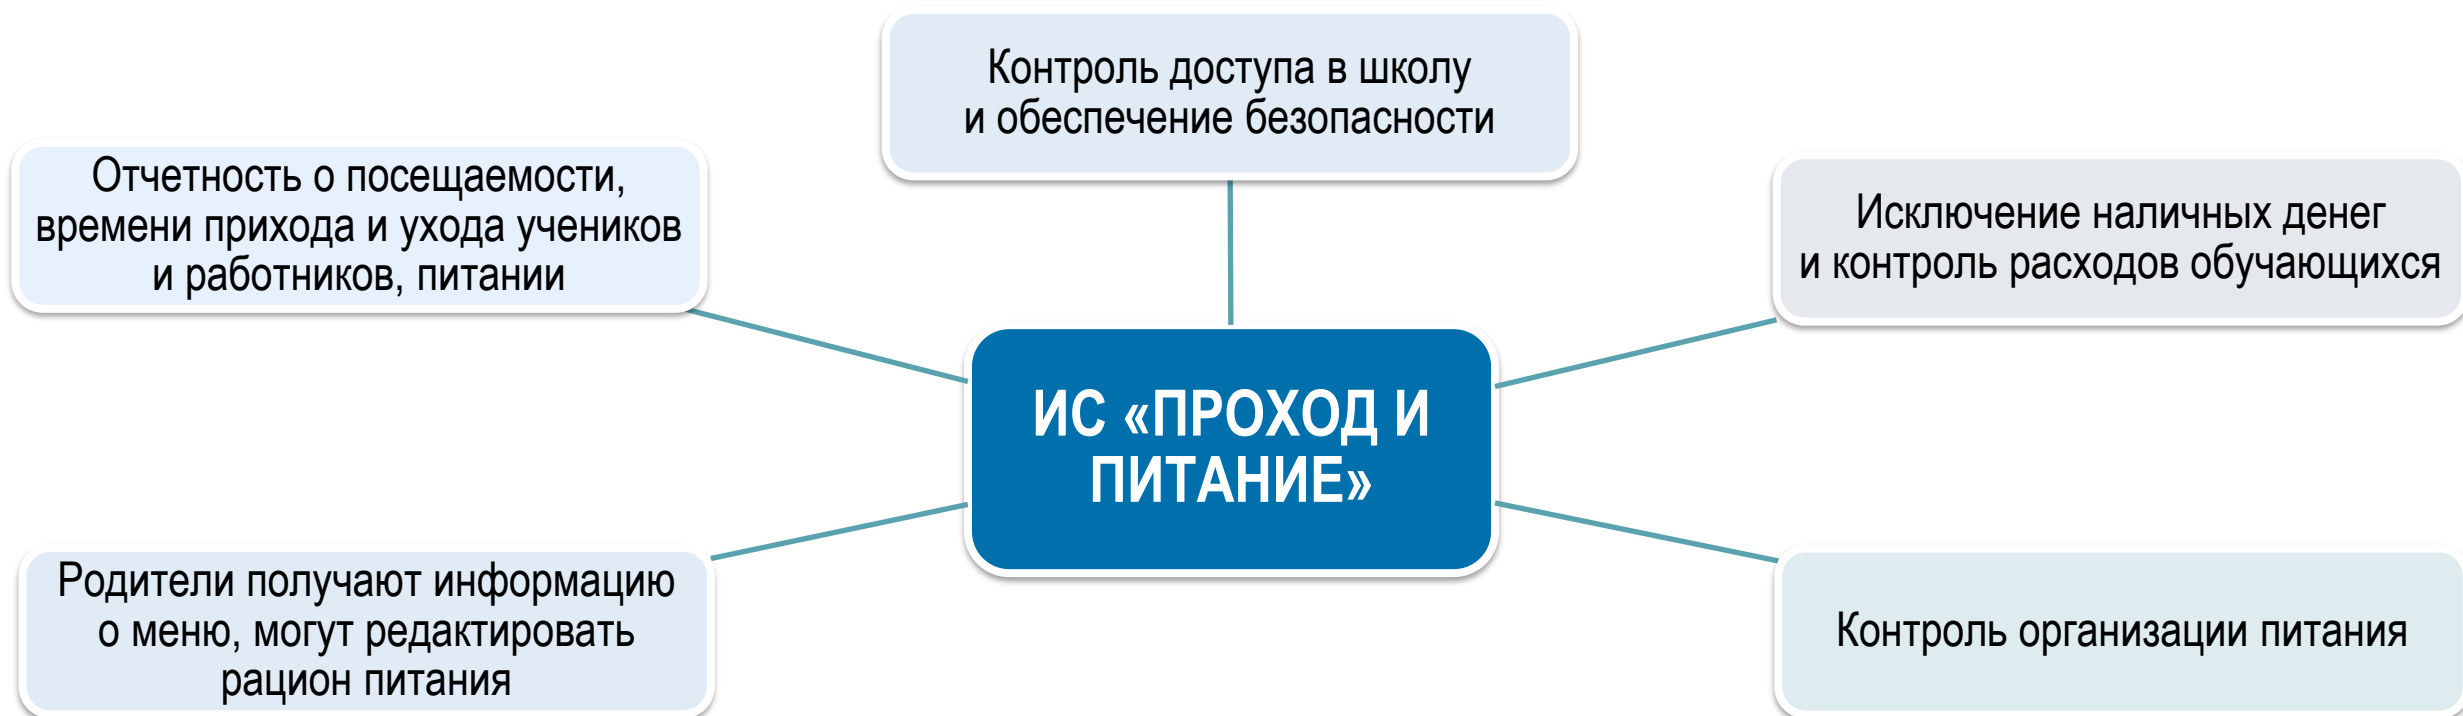 Контроль доступа в школу
и обеспечение безопасности
Отчетность о посещаемости,
времени прихода и ухода учеников
и работников, питании
Исключение наличных денег
и контроль расходов обучающихся
ИС «ПРОХОД И
ПИТАНИЕ»
Родители получают информацию
о меню, могут редактировать
рацион питания
Контроль организации питания